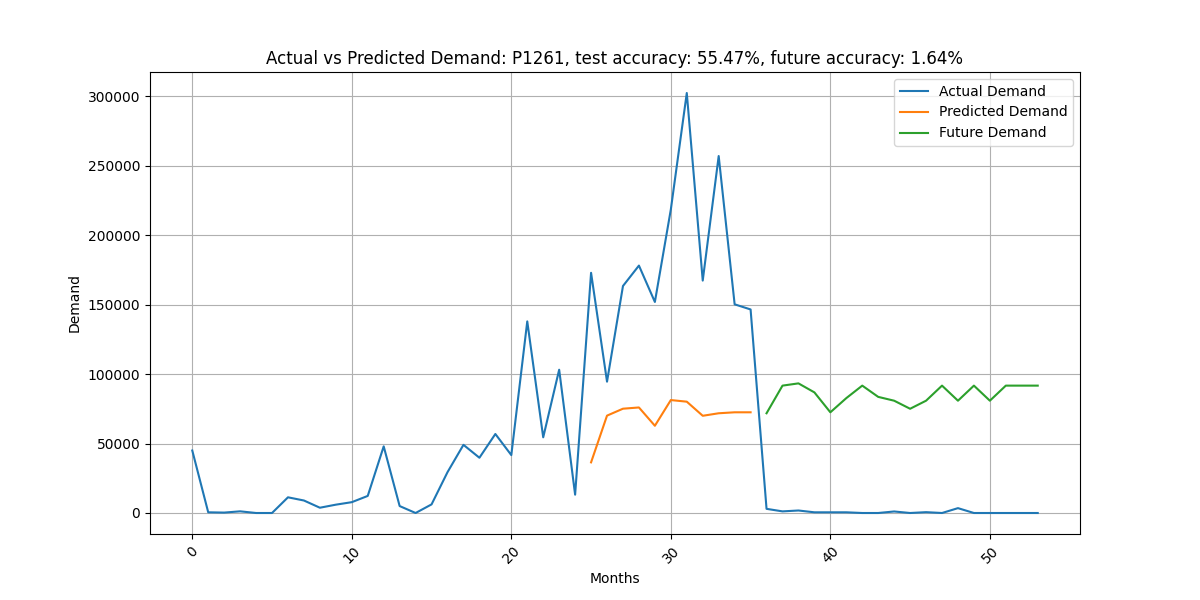 Actual vs Predicted Demand: P1261, test accuracy: 55.47%, future accuracy: 1.64%
Actual Demand
Predicted Demand
Future Demand
300000
250000
200000
150000
100000
50000
0
Demand
0 10 20 30 40 50
Months